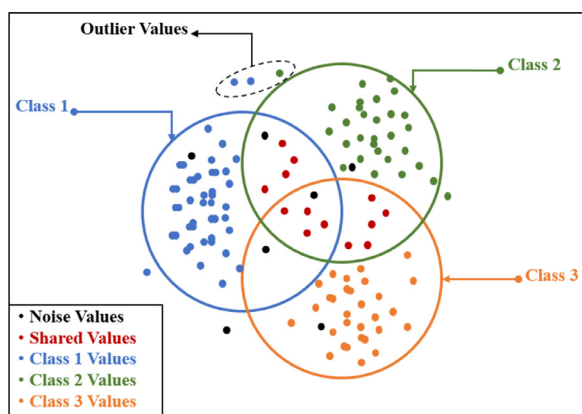 Outlier Values
Class 2
Class 1
Class 3
• Noise Values
• Shared Values
• Class 1 Values
• Class 2 Values
• Class 3 Values